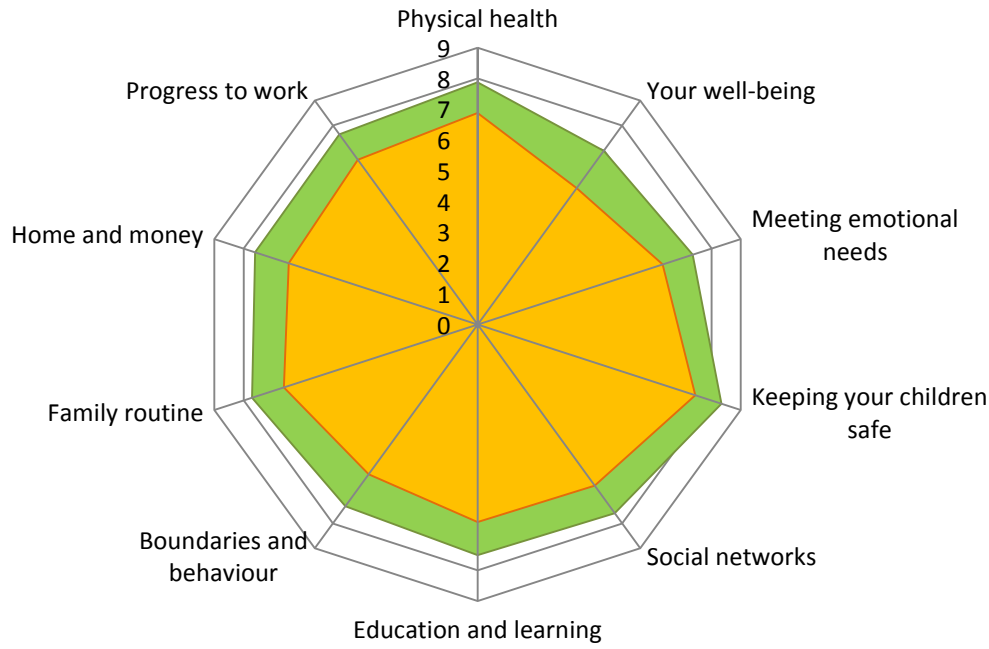 Physical health
9
8
7
6
5
4
3
2
1
0
Your well-being
Meeting emotional
needs
Keeping your children
safe
Social networks
Education and learning
Boundaries and
behaviour
Family routine
Home and money
Progress to work